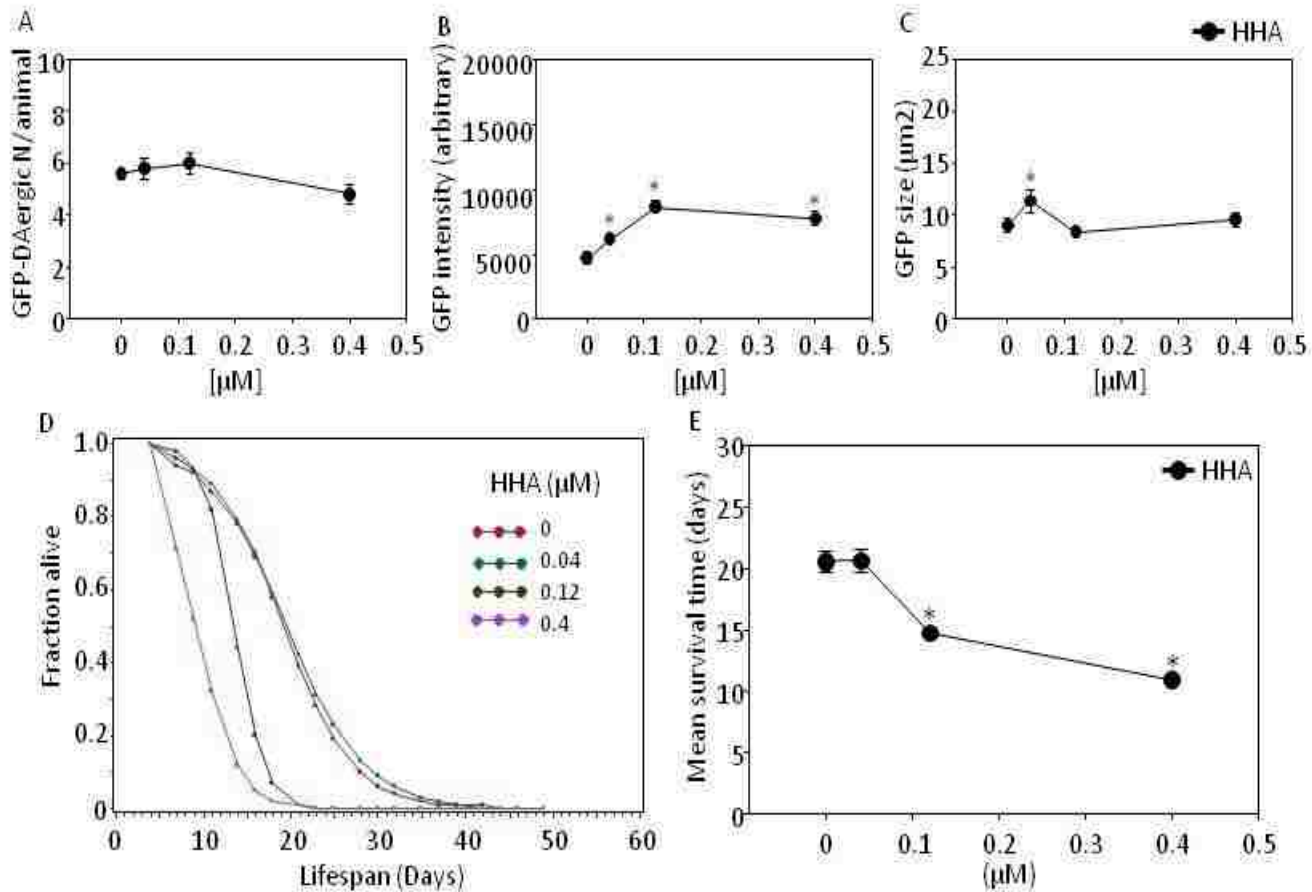 A
GFP-DAergic N/animal
10
8
6
4
2
0
0 0.1 0.2 0.3 0.4 0.5
[µM]
B
GFP intensity (arbitrary)
20000
15000
10000
5000
0
*
*
*
0 0.1 0.2 0.3 0.4 0.5
[µM]
C
HHA
GFP size (µm2)
25
20
15
10
5
0
*
0 0.1 0.2 0.3 0.4 0.5
[µM]
D
Fraction alive
1.0
0.8
0.6
0.4
0.2
0
HHA (µM)
0
0.04
0.12
0.4
0 10 20 30 40 50 60
Lifespan (Days)
E
HHA
Mean survival time (days)
30
25
20
15
10
5
0
*
*
0 0.1 0.2 0.3 0.4 0.5
(µM)